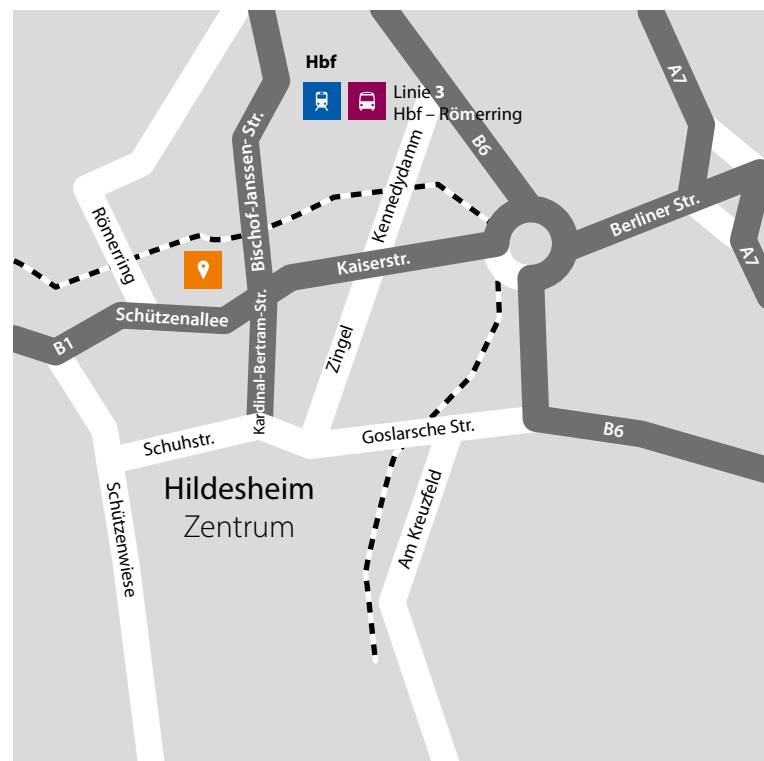 Hbf
Linie 3
Hbf – Römerring
A7
B6
Bischof-Janssen-Str.
Kennedydamm
Römerring
Berliner Str.
A7
Kaiserstr.
Schützenallee
B1
Kardinal-Bertram-Str.
Zingel
Schuhstr.
Goslarsche Str.
B6
Hildesheim
Zentrum
Schützenwiese
Am Kreuzfeld